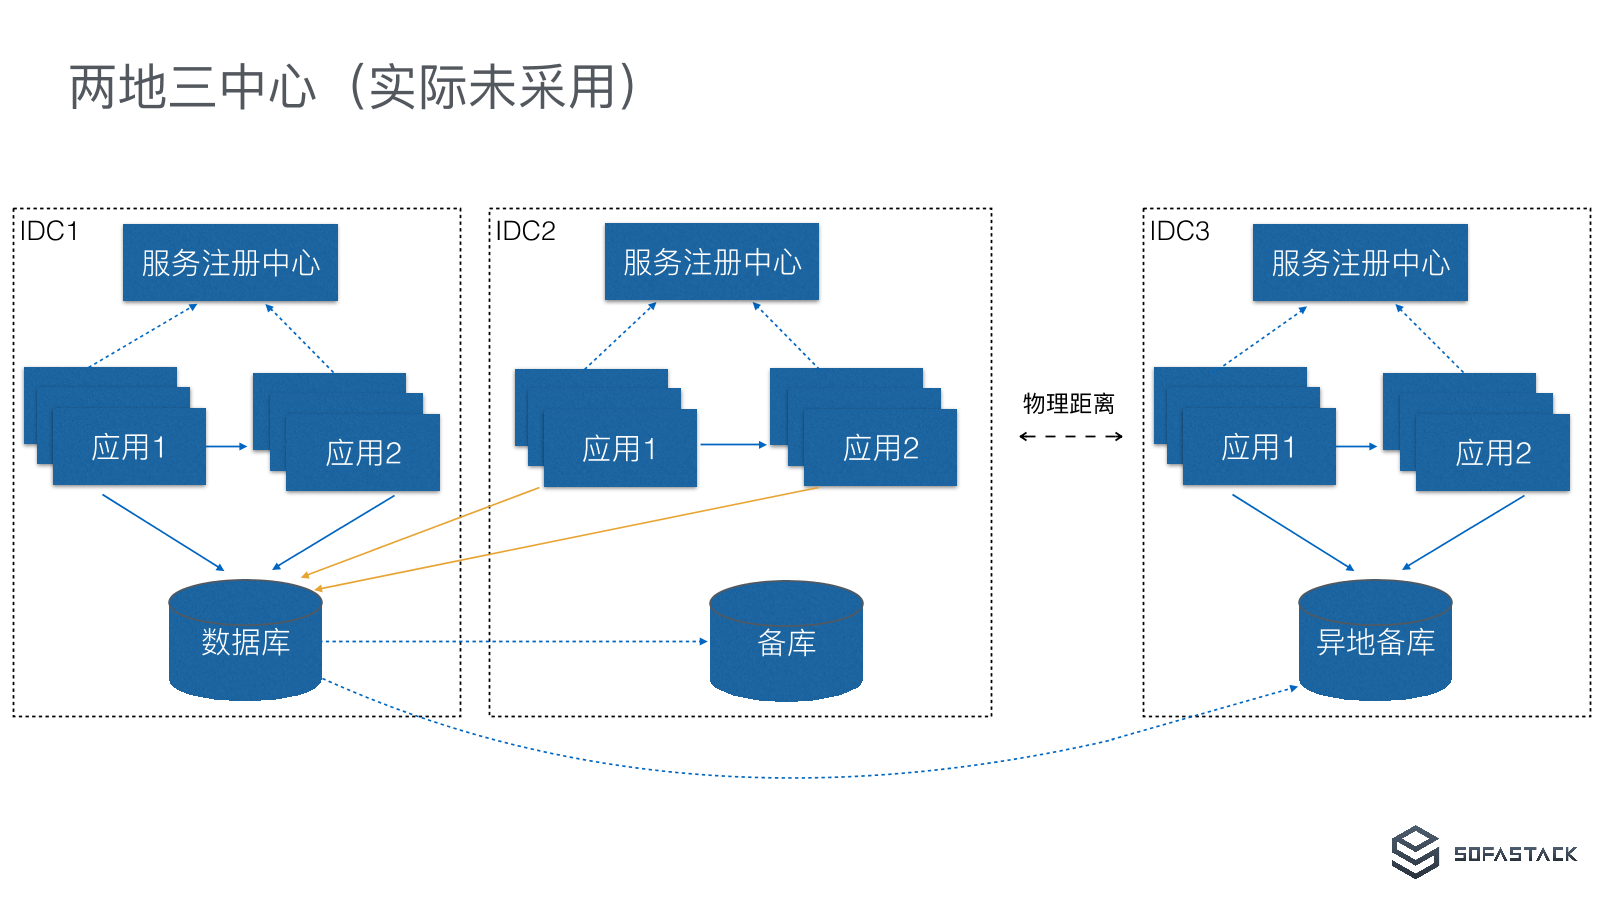 两地三中心（实际未采用）
IDC1
服务注册中心
应用1
应用2
数据库
IDC2
服务注册中心
应用1
应用2
备库
物理距离
IDC3
服务注册中心
应用1
应用2
异地备库
SOFASTACK